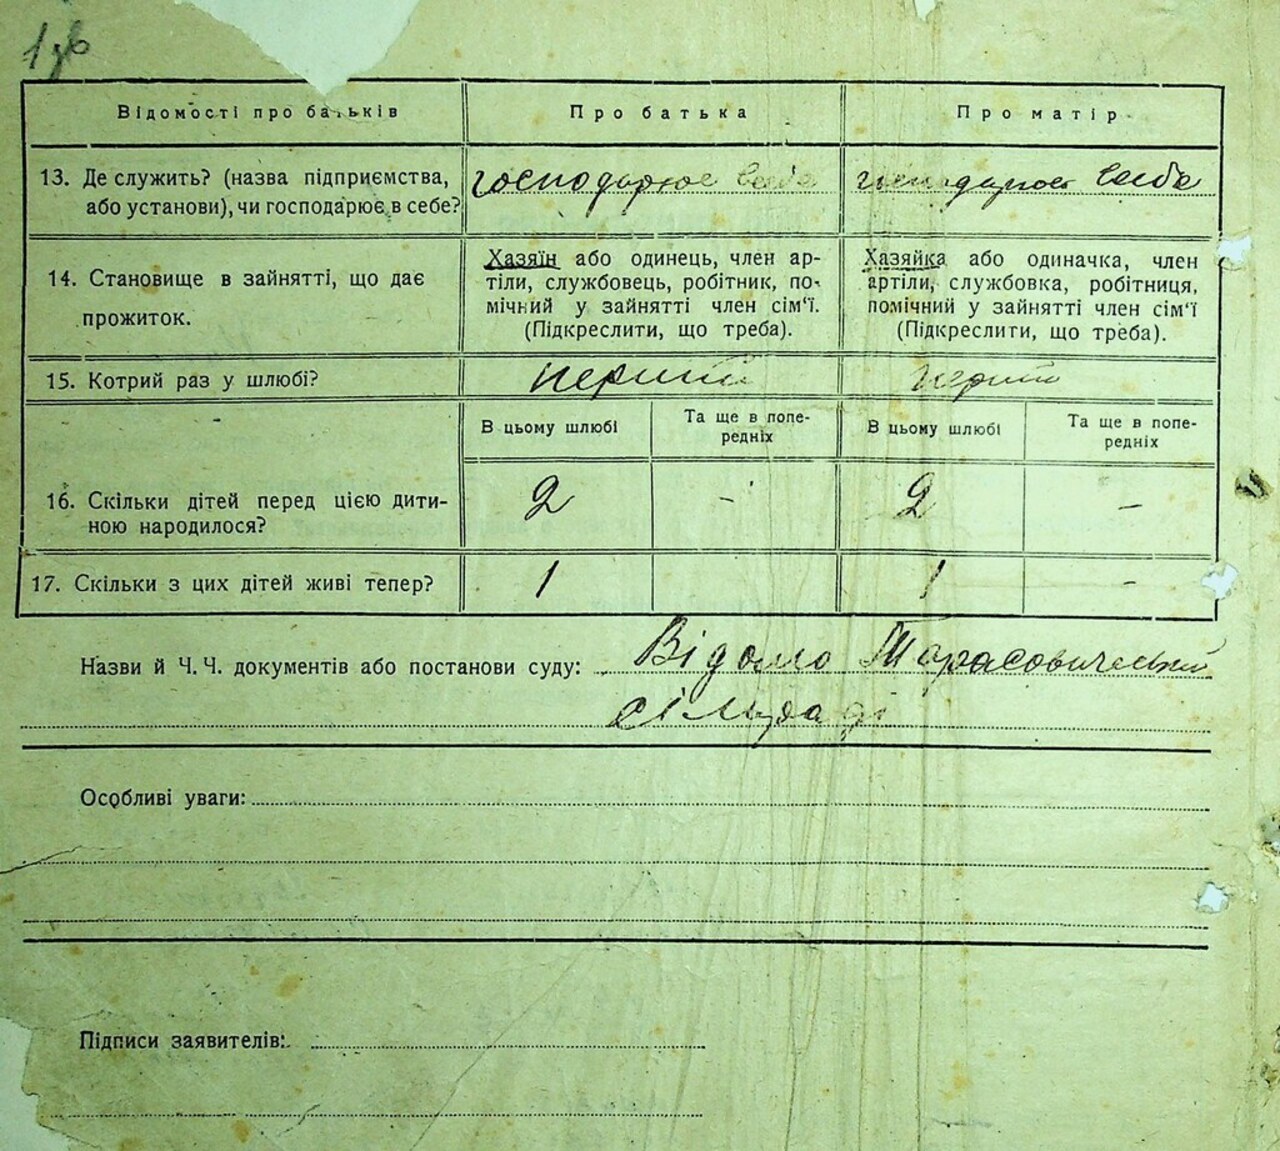 1зв
Відомості про батьків
Про батька
Про матір
13. Де служить? (назва підприємства,
або установи), чи господарює в себе?
господарює в себе
господарює в себе
14. Становище в зайнятті, що дає
прожиток.
Хазяїн або одинець, член ар-
тілі, службовець, робітник, по-
мічний у зайнятті член сім'ї.
(Підкреслити, що треба).
Хазяйка або одиначка, член
артіли, службовка, робітниця,
помічний у зайнятті член сім'ї
(Підкреслити, що треба).
15. Котрий раз у шлюбі?
перший
перший
В цьому шлюбі
Та ще в попе-
редніх
В цьому шлюбі
Та ще в попе-
редніх
16. Скільки дітей перед цією дити-
ною народилося?
2
-
2
-
17. Скільки з цих дітей живі тепер?
1
1
-
Назви й Ч. Ч. документів або постанови суду: Відомо Тарасовический
сільраді
Особливі уваги:
Підписи заявителів: